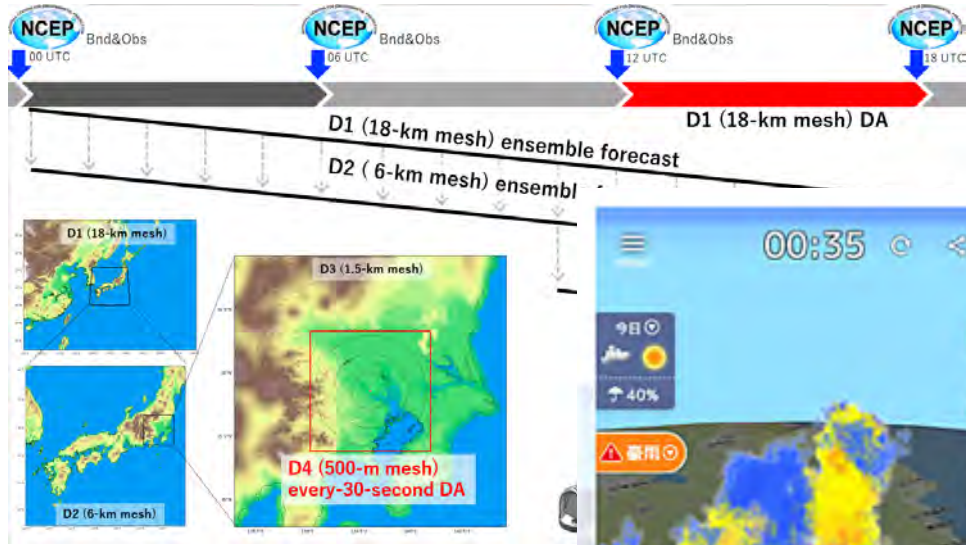 NCEP
Bnd&Obs
00 UTC
NCEP
Bnd&Obs
06 UTC
NCEP
Bnd&Obs
12 UTC
NCEP
18 UTC
D1 (18-km mesh) DA
D1 (18-km mesh) ensemble forecast
D2 ( 6-km mesh) ensembl
D1 (18-km mesh)
D2 (6-km mesh)
D3 (1.5-km mesh)
D4 (500-m mesh)
every-30-second DA
00:35
今日
40%
豪雨